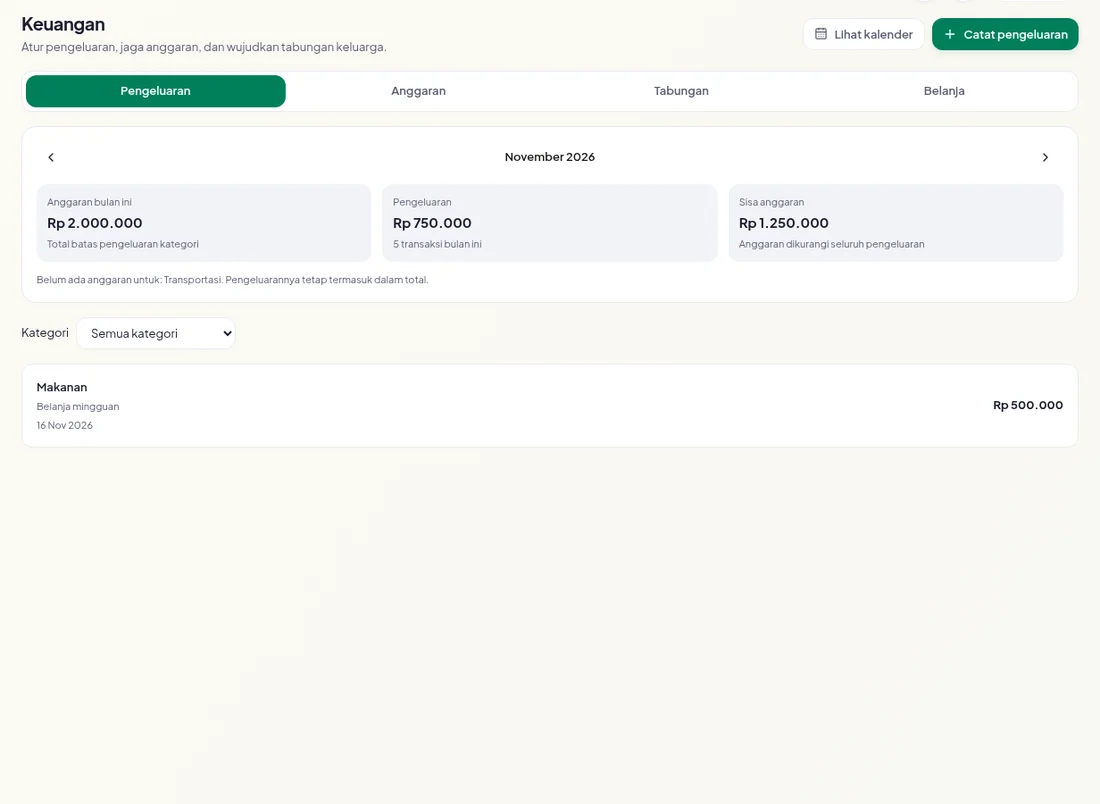 Keuangan
Atur pengeluaran, jaga anggaran, dan wujudkan tabungan keluarga.
Lihat kalender
+ Catat pengeluaran
Pengeluaran
Anggaran
Tabungan
Belanja
November 2026
Anggaran bulan ini
Rp 2.000.000
Total batas pengeluaran kategori
Pengeluaran
Rp 750.000
5 transaksi bulan ini
Sisa anggaran
Rp 1.250.000
Anggaran dikurangi seluruh pengeluaran
Belum ada anggaran untuk: Transportasi. Pengeluarannya tetap termasuk dalam total.
Kategori
Semua kategori
Makanan
Belanja mingguan
16 Nov 2026
Rp 500.000